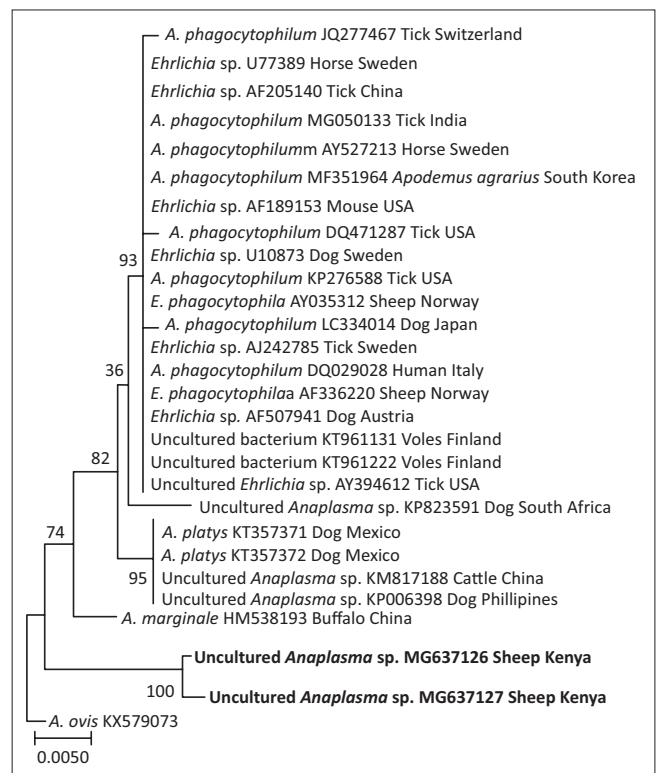 A. phagocytophilum JQ277467 Tick Switzerland
Ehrlichia sp. U77389 Horse Sweden
Ehrlichia sp. AF205140 Tick China
A. phagocytophilum MG050133 Tick India
A. phagocytophilumm AY527213 Horse Sweden
A. phagocytophilum MF351964 Apodemus agrarius South Korea
Ehrlichia sp. AF189153 Mouse USA
A. phagocytophilum DQ471287 Tick USA
93
Ehrlichia sp. U10873 Dog Sweden
A. phagocytophilum KP276588 Tick USA
E. phagocytophila AY035312 Sheep Norway
A. phagocytophilum LC334014 Dog Japan
Ehrlichia sp. AJ242785 Tick Sweden
36
A. phagocytophilum DQ029028 Human Italy
E. phagocytophilaa AF336220 Sheep Norway
Ehrlichia sp. AF507941 Dog Austria
Uncultured bacterium KT961131 Voles Finland
82
Uncultured bacterium KT961222 Voles Finland
Uncultured Ehrlichia sp. AY394612 Tick USA
Uncultured Anaplasma sp. KP823591 Dog South Africa
74
A. platys KT357371 Dog Mexico
A. platys KT357372 Dog Mexico
95
Uncultured Anaplasma sp. KM817188 Cattle China
Uncultured Anaplasma sp. KP006398 Dog Phillipines
A. marginale HM538193 Buffalo China
Uncultured Anaplasma sp. MG637126 Sheep Kenya
100
Uncultured Anaplasma sp. MG637127 Sheep Kenya
A. ovis KX579073
0.0050